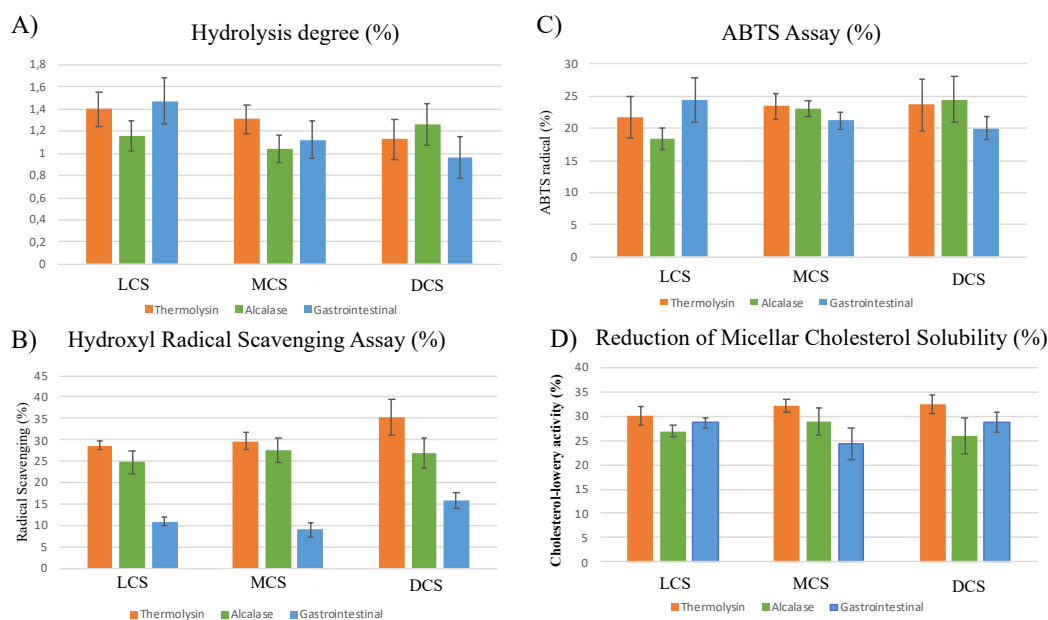 A)
Hydrolysis degree (%)
1,8
1,6
1,4
1,2
1
0,8
0,6
0,4
0,2
0
LCS
MCS
DCS
Thermolysin Alcalase Gastrointestinal
B)
Hydroxyl Radical Scavenging Assay (%)
Radical Scavenging (%)
45
40
35
30
25
20
15
10
5
0
LCS
MCS
DCS
Thermolysin Alcalase Gastrointestinal
C)
ABTS Assay (%)
ABTS radical (%)
30
25
20
15
10
5
0
LCS
MCS
DCS
Thermolysin Alcalase Gastrointestinal
D)
Reduction of Micellar Cholesterol Solubility (%)
Cholesterol-lowery activity (%)
40
35
30
25
20
15
10
5
0
LCS
MCS
DCS
Thermolysin Alcalase Gastrointestinal